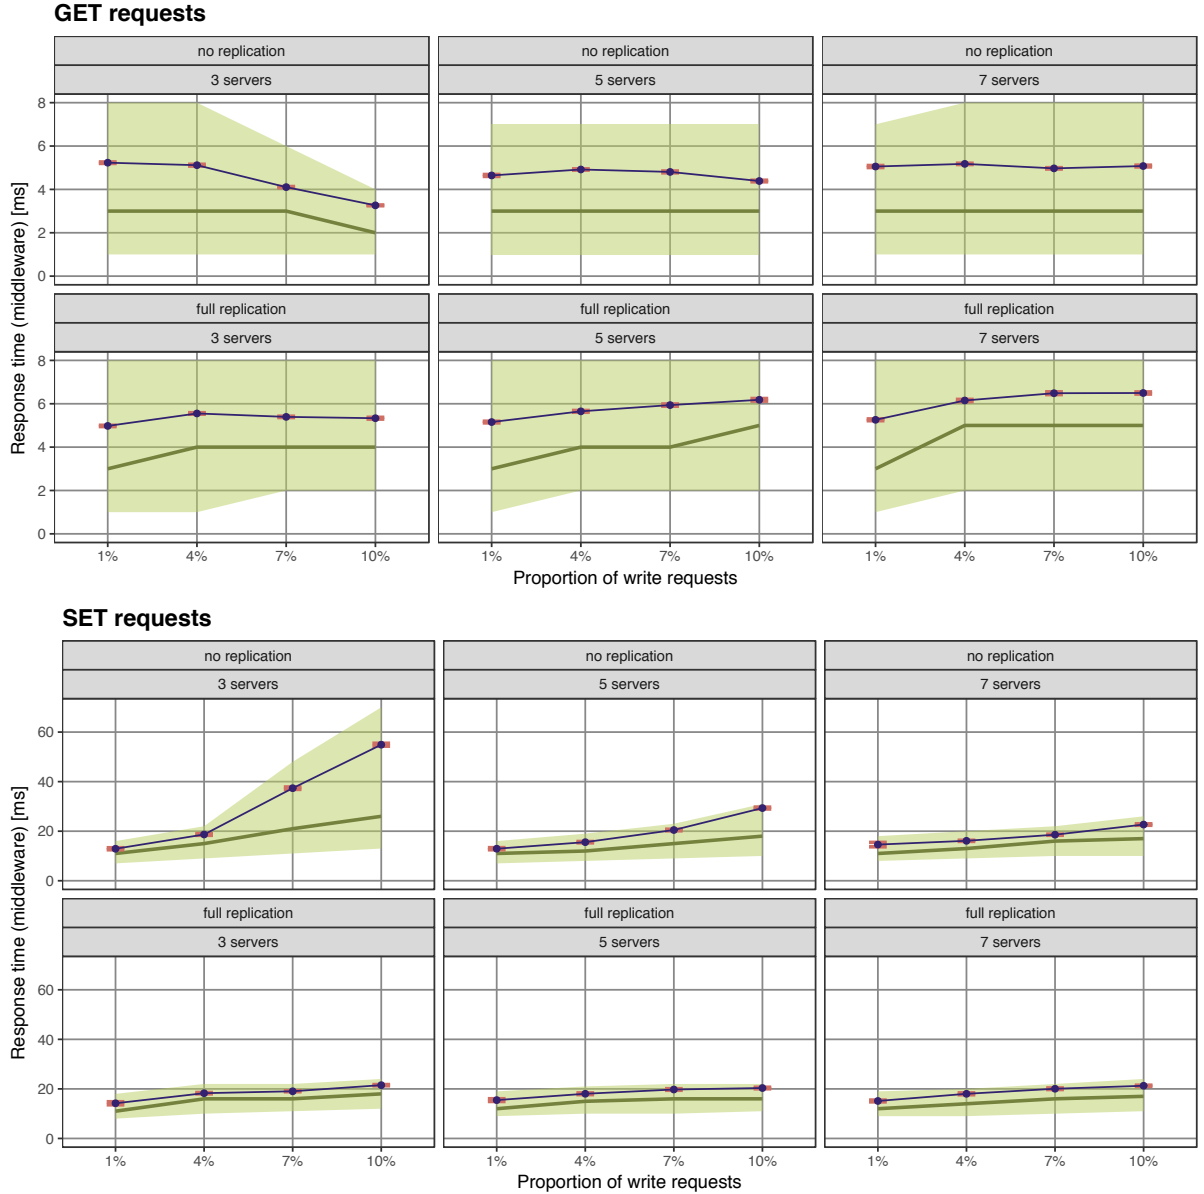 GET requests
no replication no replication no replication
3 servers 5 servers 7 servers
8
6
4
2
0
full replication full replication full replication
3 servers 5 servers 7 servers
8
6
4
2
0
Response time (middleware) [ms]
1% 4% 7% 10% 1% 4% 7% 10% 1% 4% 7% 10%
Proportion of write requests
SET requests
no replication no replication no replication
3 servers 5 servers 7 servers
60
40
20
0
full replication full replication full replication
3 servers 5 servers 7 servers
60
40
20
0
Response time (middleware) [ms]
1% 4% 7% 10% 1% 4% 7% 10% 1% 4% 7% 10%
Proportion of write requests